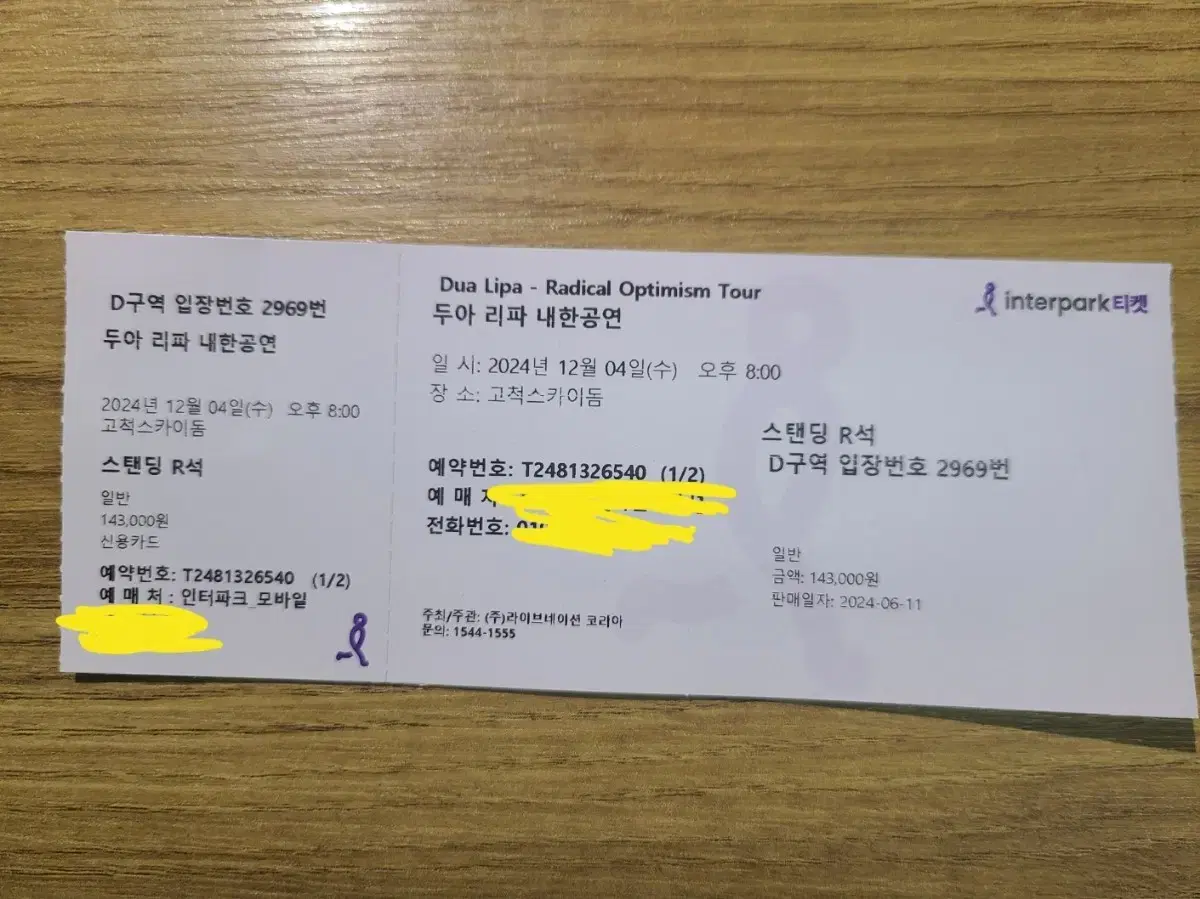 D구역 입장번호 2969번
두아 리파 내한공연
2024년 12월 04일(수) 오후 8:00
고척스카이돔
스탠딩 R석
일반
143,000원
신용카드
예약번호: T2481326540 (1/2)
예 매 처 : 인터파크_모바일
Dua Lipa - Radical Optimism Tour
두아 리파 내한공연
일 시: 2024년 12월 04일(수) 오후 8:00
장 소: 고척스카이돔
예약번호: T2481326540 (1/2)
예 매
전화번호:
주최/주관: (주)라이브네이션 코리아
문의: 1544-1555
interpark티켓
스탠딩 R석
D구역 입장번호 2969번
일반
금액: 143,000원
판매일자: 2024-06-11